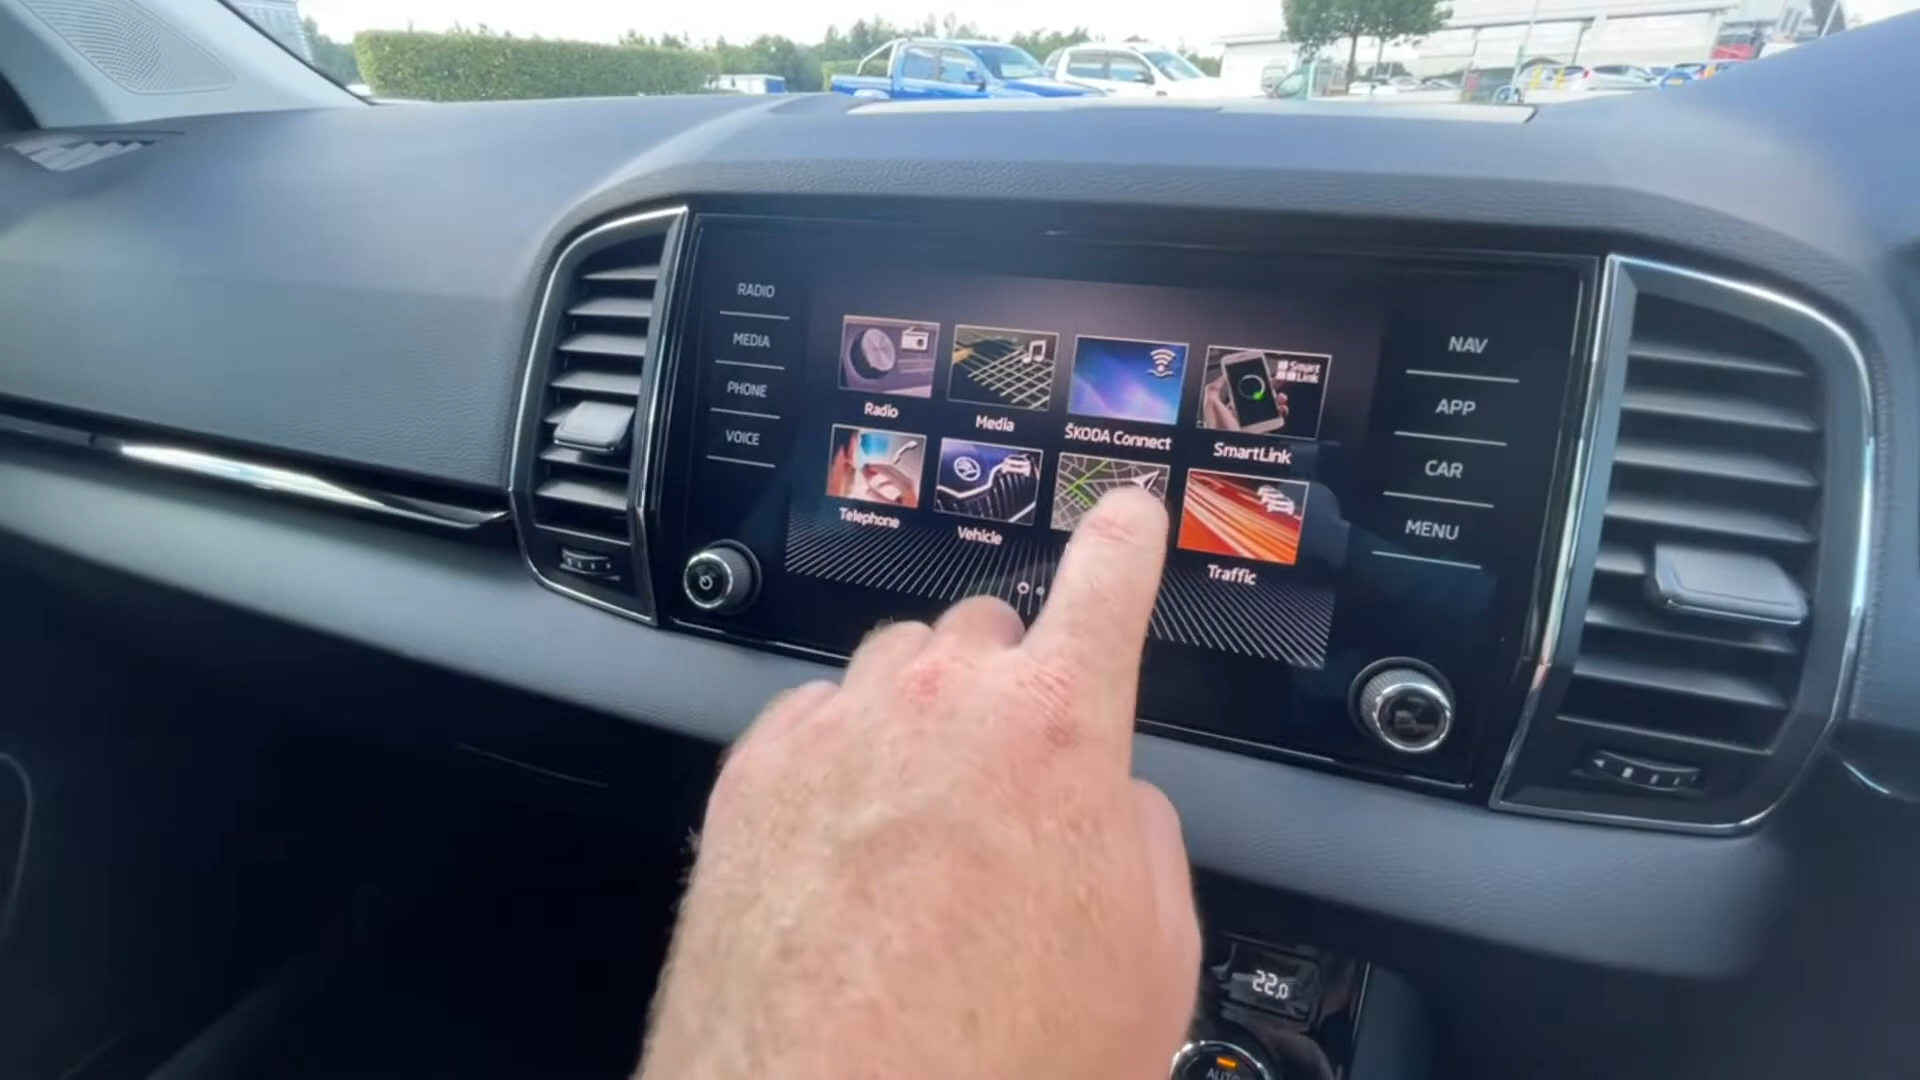 RADIO
MEDIA
PHONE
VOICE
Radio
Media
ŠKODA Connect
Smart
Link
SmartLink
Telephone
Vehicle
Traffic
NAV
APP
CAR
MENU
22,0
AUTO